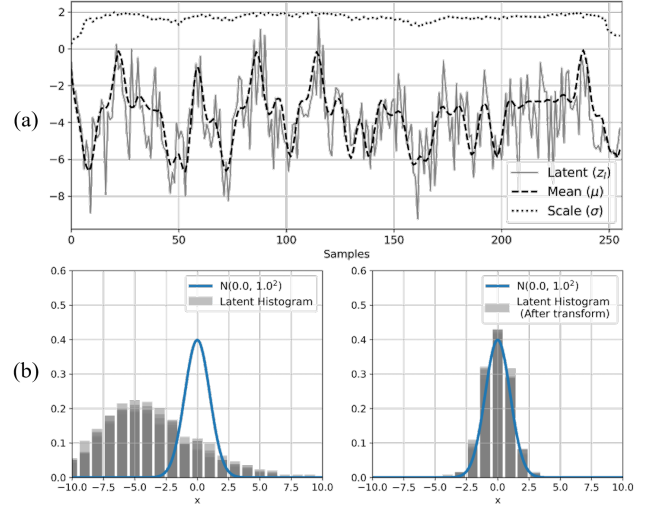 2
0
−2
(a)
−4
−6
−8
Latent (z_l)
Mean (μ)
Scale (σ)
0 50 100 150 200 250
Samples
0.6 0.6
N(0.0, 1.0²) N(0.0, 1.0²)
Latent Histogram Latent Histogram
(After transform)
0.5 0.5
0.4 0.4
(b)
0.3 0.3
0.2 0.2
0.1 0.1
0.0 0.0
−10.0 −7.5 −5.0 −2.5 0.0 2.5 5.0 7.5 10.0 −10.0 −7.5 −5.0 −2.5 0.0 2.5 5.0 7.5 10.0
x x